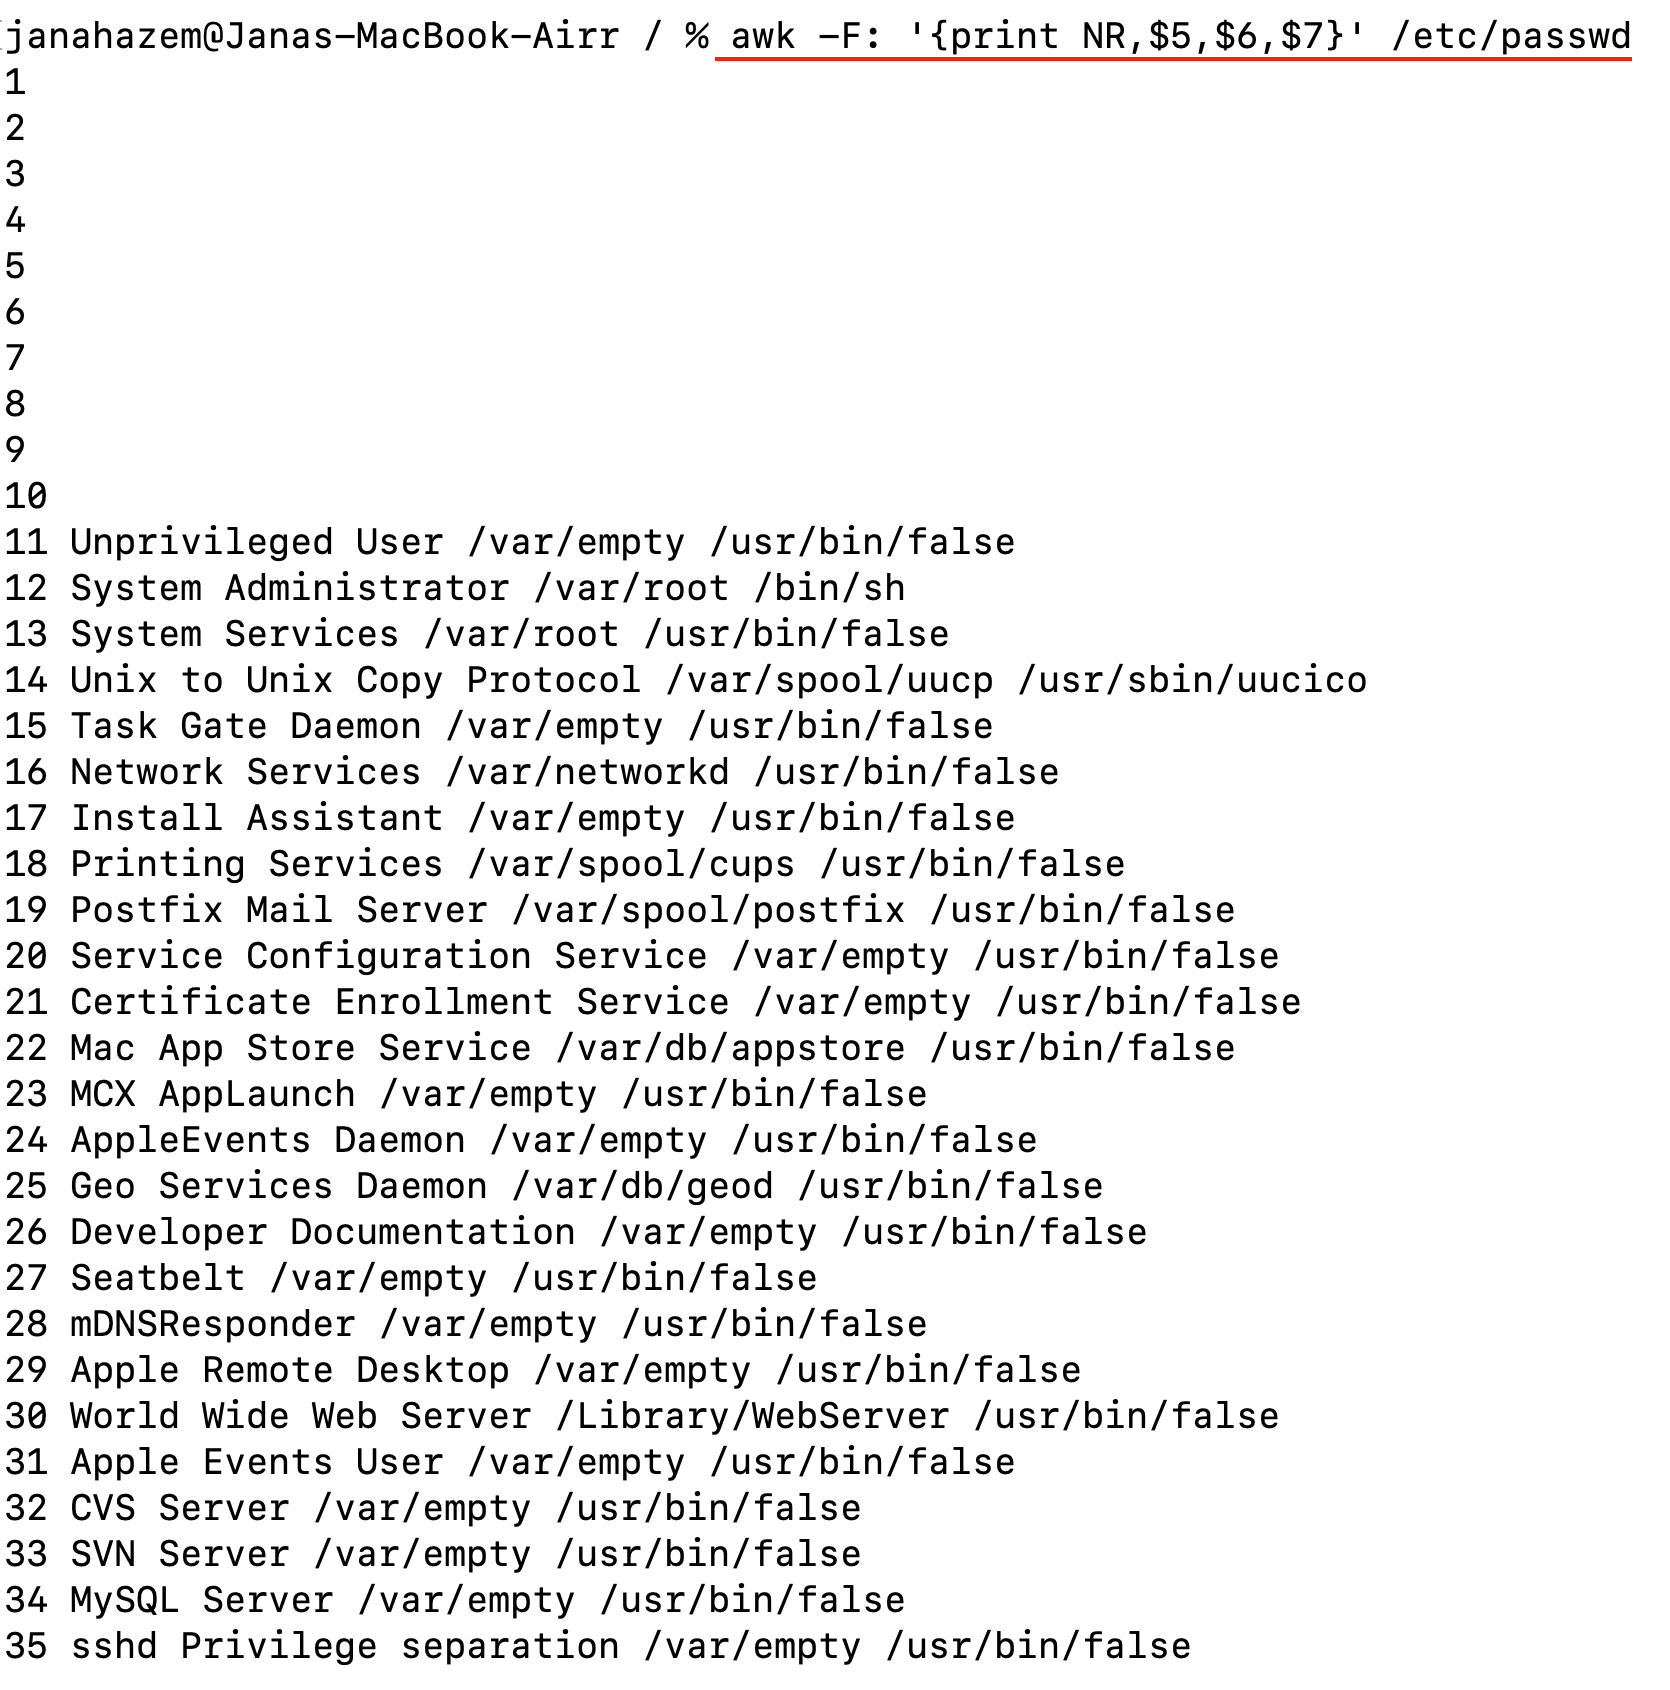 janahazem@Janas-MacBook-Airr / % awk -F: '{print NR,$5,$6,$7}' /etc/passwd
1
2
3
4
5
6
7
8
9
10
11 Unprivileged User /var/empty /usr/bin/false
12 System Administrator /var/root /bin/sh
13 System Services /var/root /usr/bin/false
14 Unix to Unix Copy Protocol /var/spool/uucp /usr/sbin/uucico
15 Task Gate Daemon /var/empty /usr/bin/false
16 Network Services /var/networkd /usr/bin/false
17 Install Assistant /var/empty /usr/bin/false
18 Printing Services /var/spool/cups /usr/bin/false
19 Postfix Mail Server /var/spool/postfix /usr/bin/false
20 Service Configuration Service /var/empty /usr/bin/false
21 Certificate Enrollment Service /var/empty /usr/bin/false
22 Mac App Store Service /var/db/appstore /usr/bin/false
23 MCX AppLaunch /var/empty /usr/bin/false
24 AppleEvents Daemon /var/empty /usr/bin/false
25 Geo Services Daemon /var/db/geod /usr/bin/false
26 Developer Documentation /var/empty /usr/bin/false
27 Seatbelt /var/empty /usr/bin/false
28 mDNSResponder /var/empty /usr/bin/false
29 Apple Remote Desktop /var/empty /usr/bin/false
30 World Wide Web Server /Library/WebServer /usr/bin/false
31 Apple Events User /var/empty /usr/bin/false
32 CVS Server /var/empty /usr/bin/false
33 SVN Server /var/empty /usr/bin/false
34 MySQL Server /var/empty /usr/bin/false
35 sshd Privilege separation /var/empty /usr/bin/false